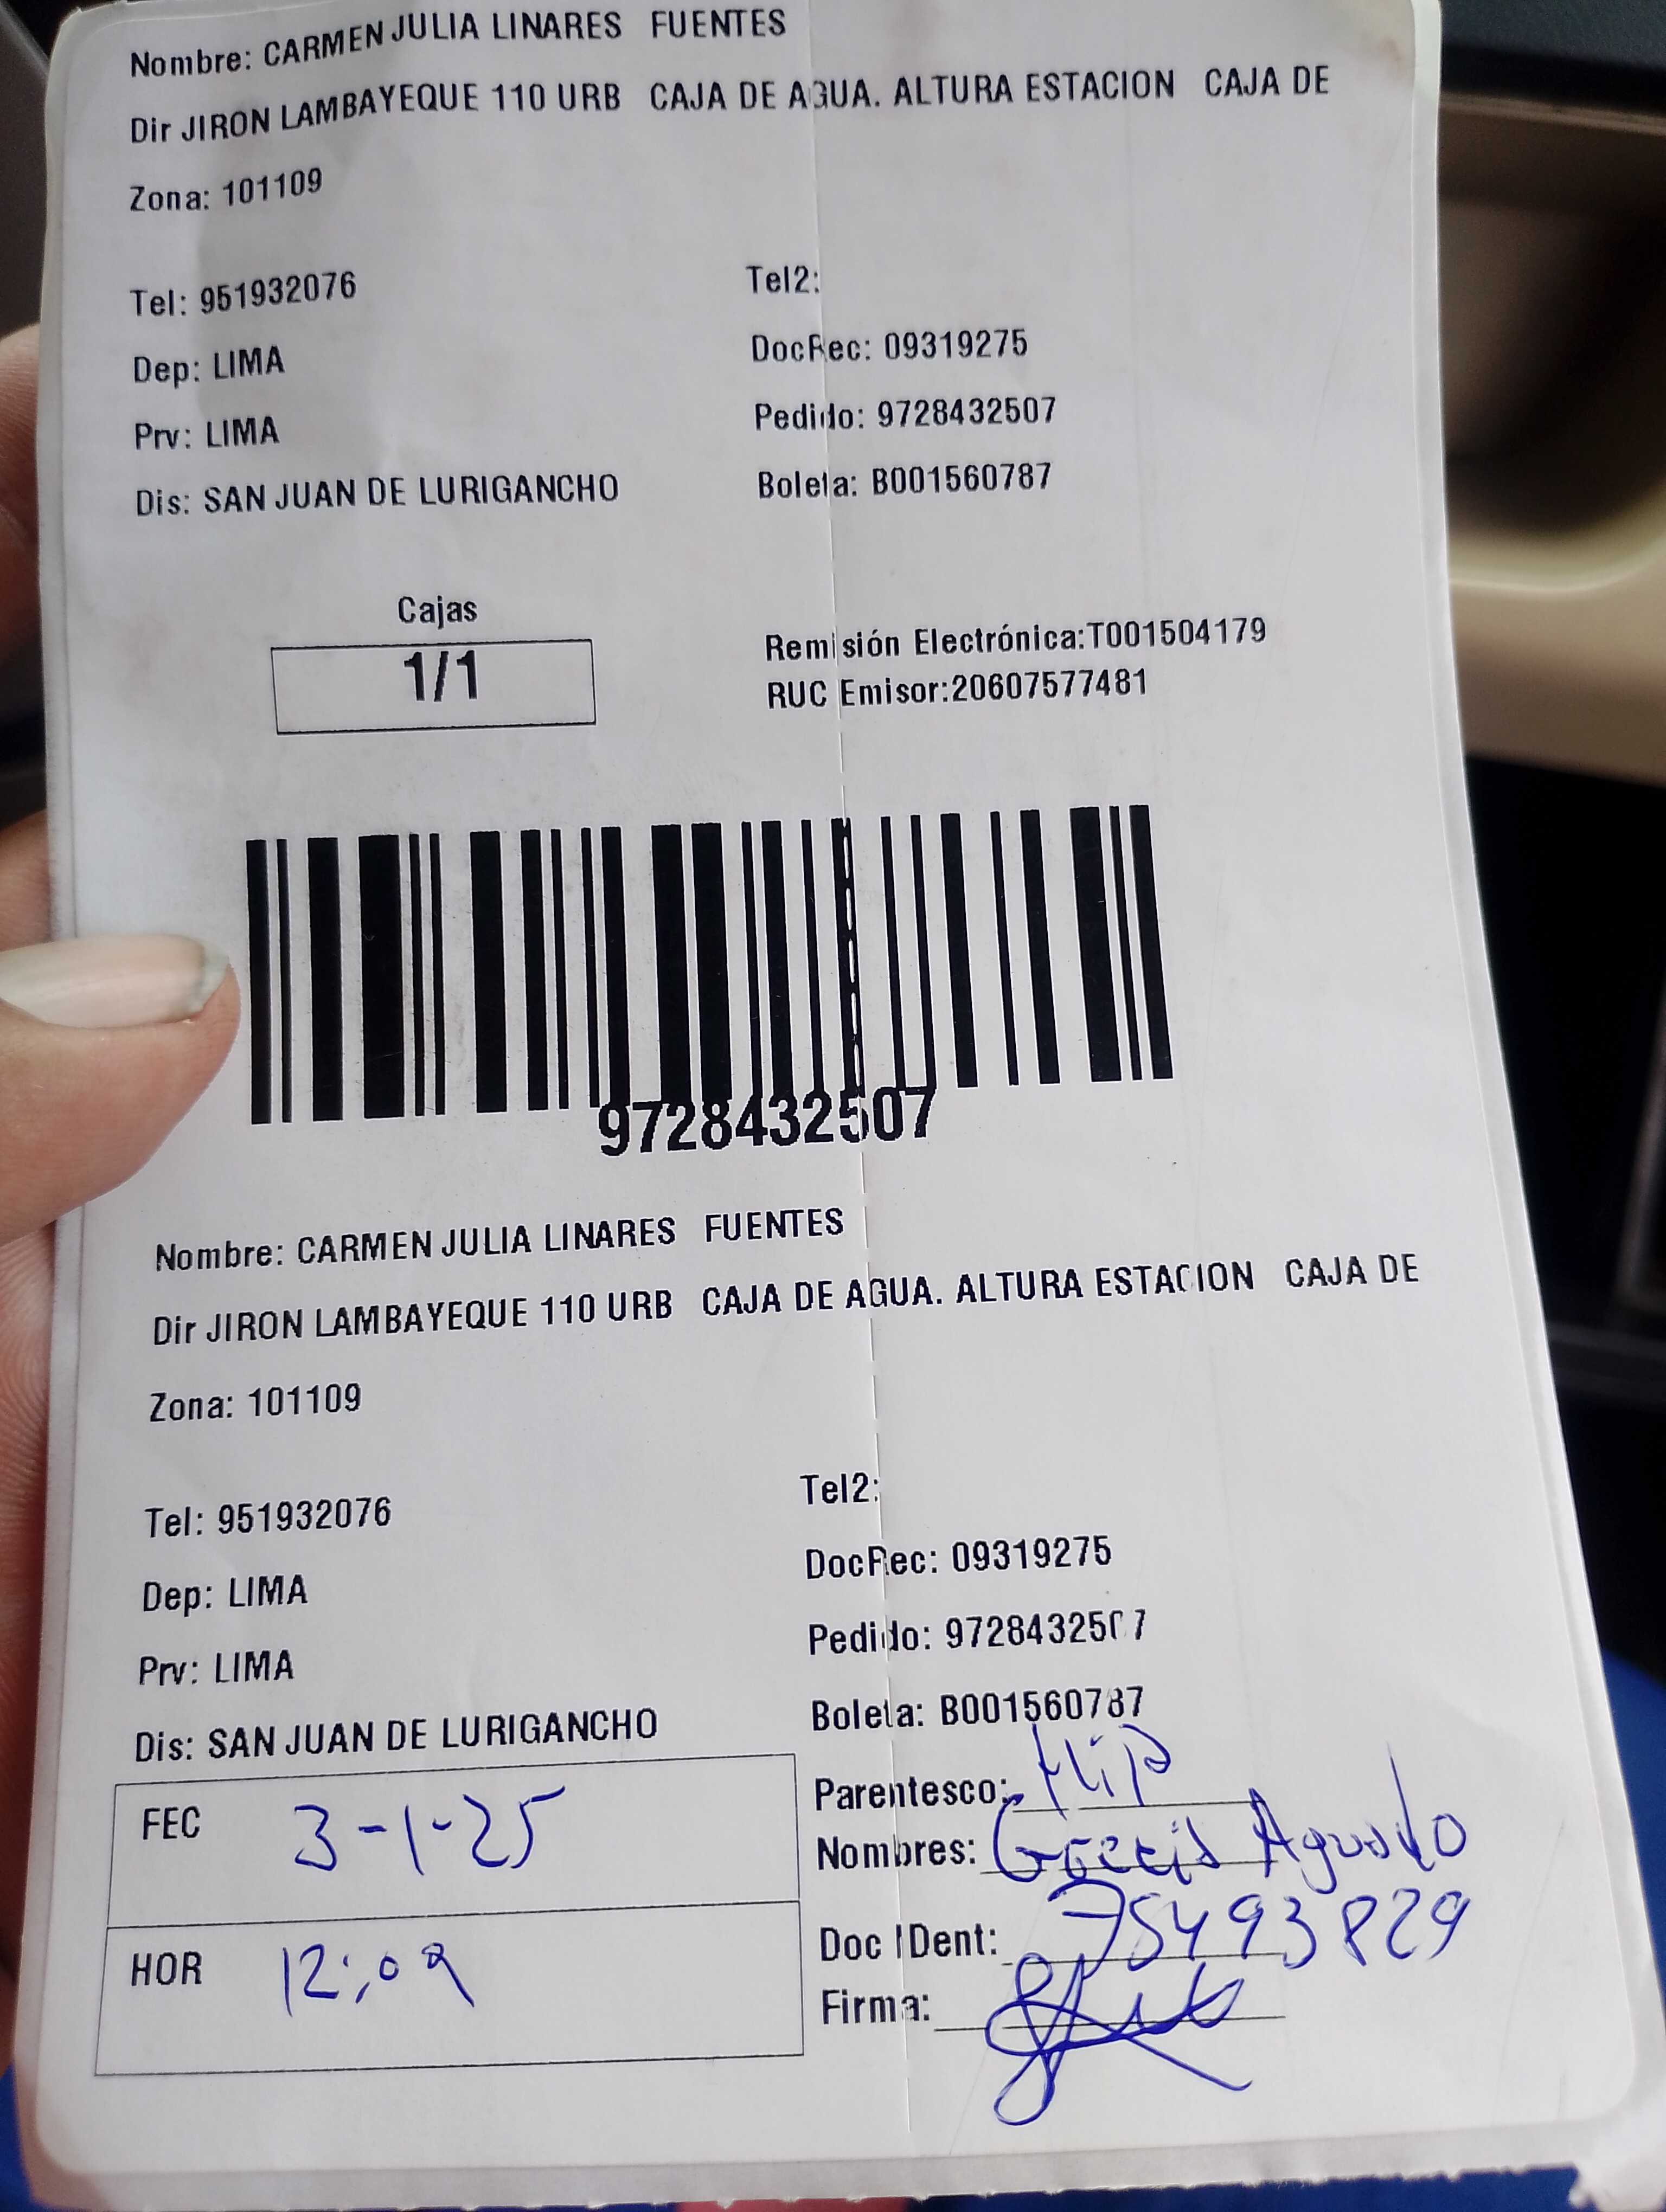 Nombre: CARMEN JULIA LINARES FUENTES
Dir JIRON LAMBAYEQUE 110 URB CAJA DE AGUA. ALTURA ESTACION CAJA DE
Zona: 101109
Tel: 951932076
Tel2:
Dep: LIMA
DocRec: 09319275
Prv: LIMA
Pedido: 9728432507
Dis: SAN JUAN DE LURIGANCHO
Boleta: B001560787
Cajas
1/1
Remisión Electrónica:T001504179
RUC Emisor:20607577481
9728432507
Nombre: CARMEN JULIA LINARES FUENTES
Dir JIRON LAMBAYEQUE 110 URB CAJA DE AGUA. ALTURA ESTACION CAJA DE
Zona: 101109
Tel: 951932076
Tel2:
Dep: LIMA
DocRec: 09319275
Prv: LIMA
Pedido: 9728432507
Dis: SAN JUAN DE LURIGANCHO
Boleta: B001560787
FEC 3-1-25
HOR 12:09
Parentesco:
Nombres: Aguado
Doc IDent: 75493829
Firma: